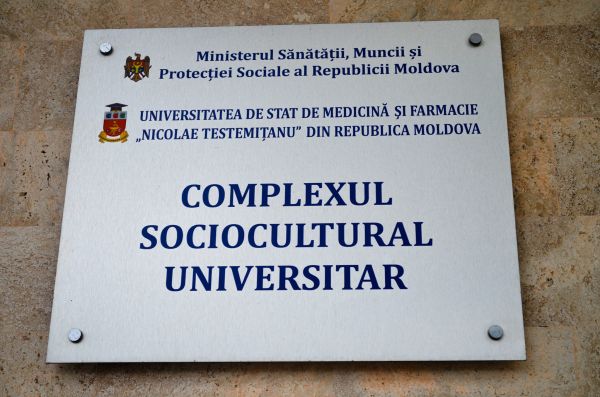 Ministerul Sănătății, Muncii și
Protecției Sociale al Republicii Moldova
UNIVERSITATEA DE STAT DE MEDICINĂ ȘI FARMACIE
„NICOLAE TESTEMIȚANU” DIN REPUBLICA MOLDOVA
COMPLEXUL
SOCIOCULTURAL
UNIVERSITAR